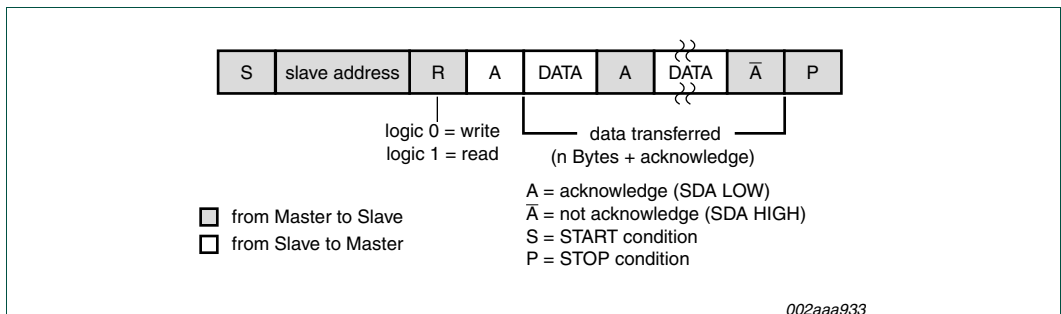 S slave address R A DATA A DATA A̅ P
logic 0 = write
logic 1 = read
data transferred
(n Bytes + acknowledge)
A = acknowledge (SDA LOW)
A̅ = not acknowledge (SDA HIGH)
S = START condition
P = STOP condition
from Master to Slave
from Slave to Master
002aaa933